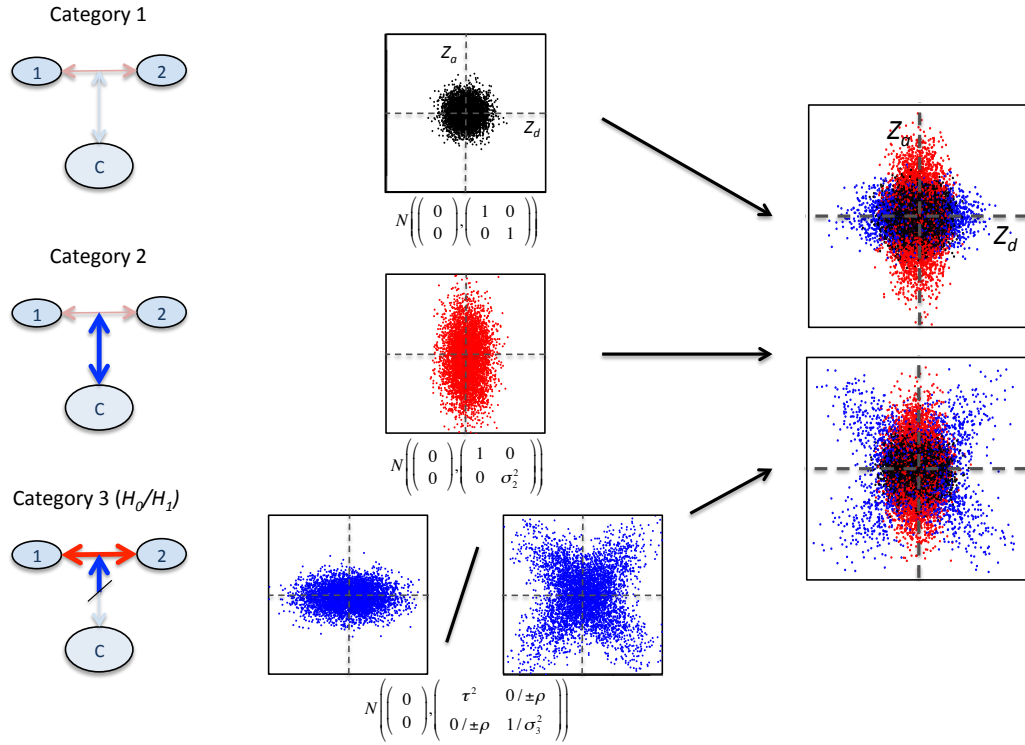 Category 1
1
2
C
Z_a
Z_d
N((0 0), (1 0 0 1))
Z_a
Z_d
Category 2
1
2
C
N((0 0), (1 0 0 σ_2^2))
Category 3 (H_0/H_1)
1
2
C
N((0 0), (τ^2 0/±ρ 0/±ρ 1/σ_3^2))